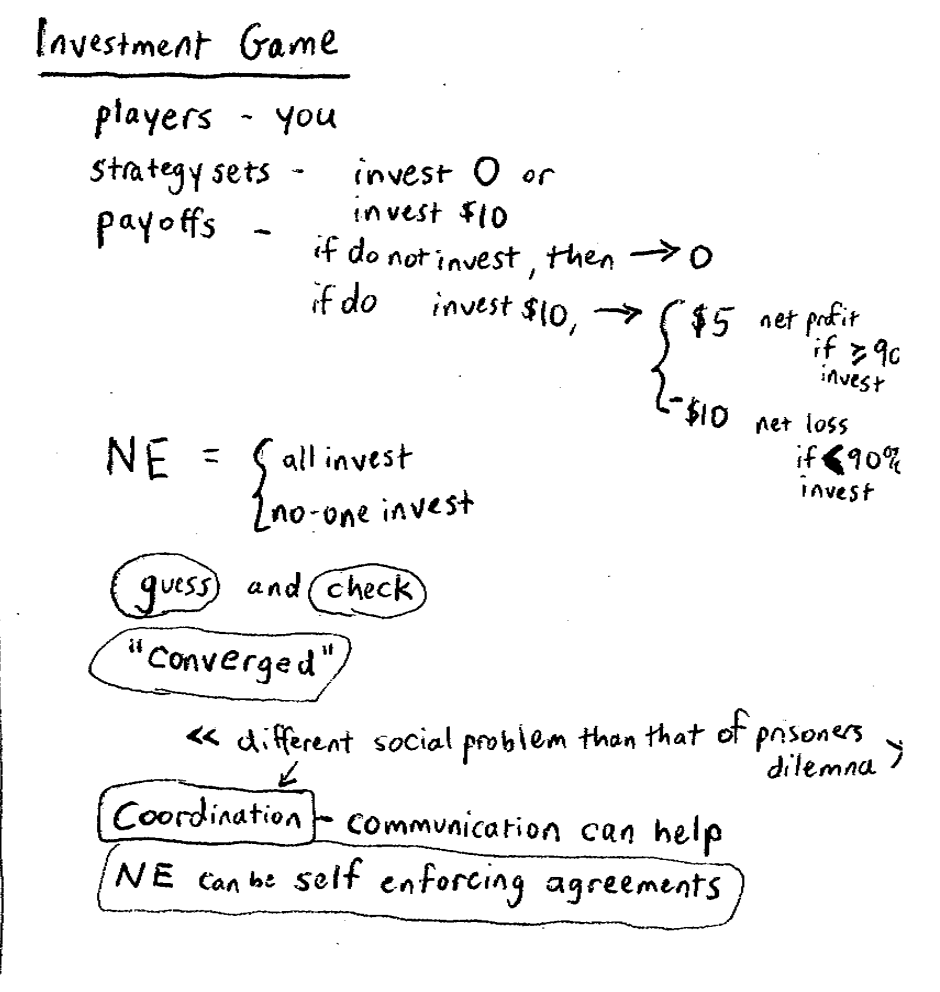 Investment Game
players - you
strategy sets - invest 0 or
invest $10
payoffs -
if do not invest, then → 0
if do invest $10, → { $5 net profit
if ≥ 90
invest
-$10 net loss
if < 90%
invest
NE = { all invest
no-one invest
guess and check
"converged"
<< different social problem than that of prisoners
dilemna >
Coordination - communication can help
NE can be self enforcing agreements